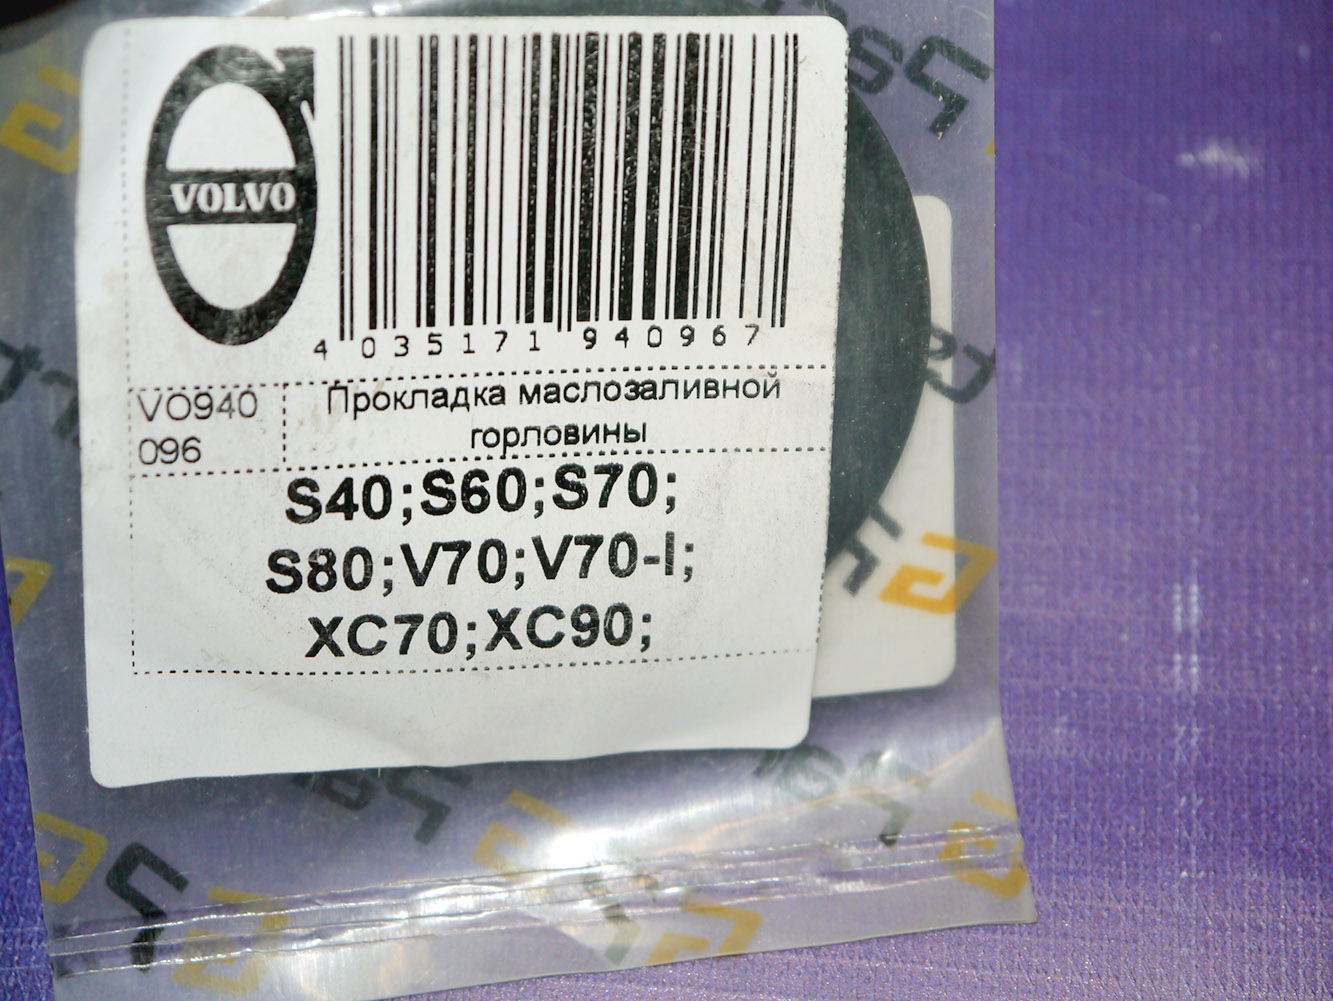 VOLVO
4 035171 940967
VO940
096
Прокладка маслозаливной
горловины
S40;S60;S70;
S80;V70;V70-I;
XC70;XC90;